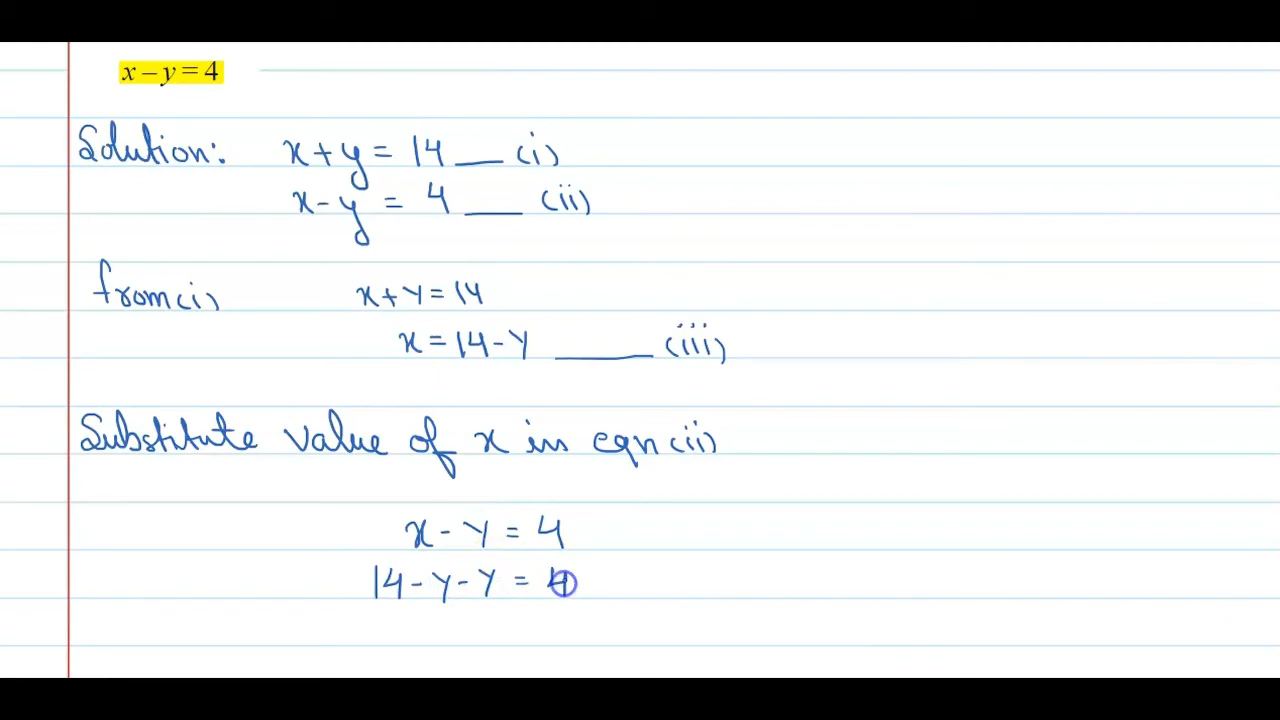 x – y = 4
Solution: x + y = 14 ___ (i)
x - y = 4 ___ (ii)
from (i) x + y = 14
x = 14 - y ___ (iii)
Substitute value of x in eqn (ii)
x - y = 4
14 - y - y = 4